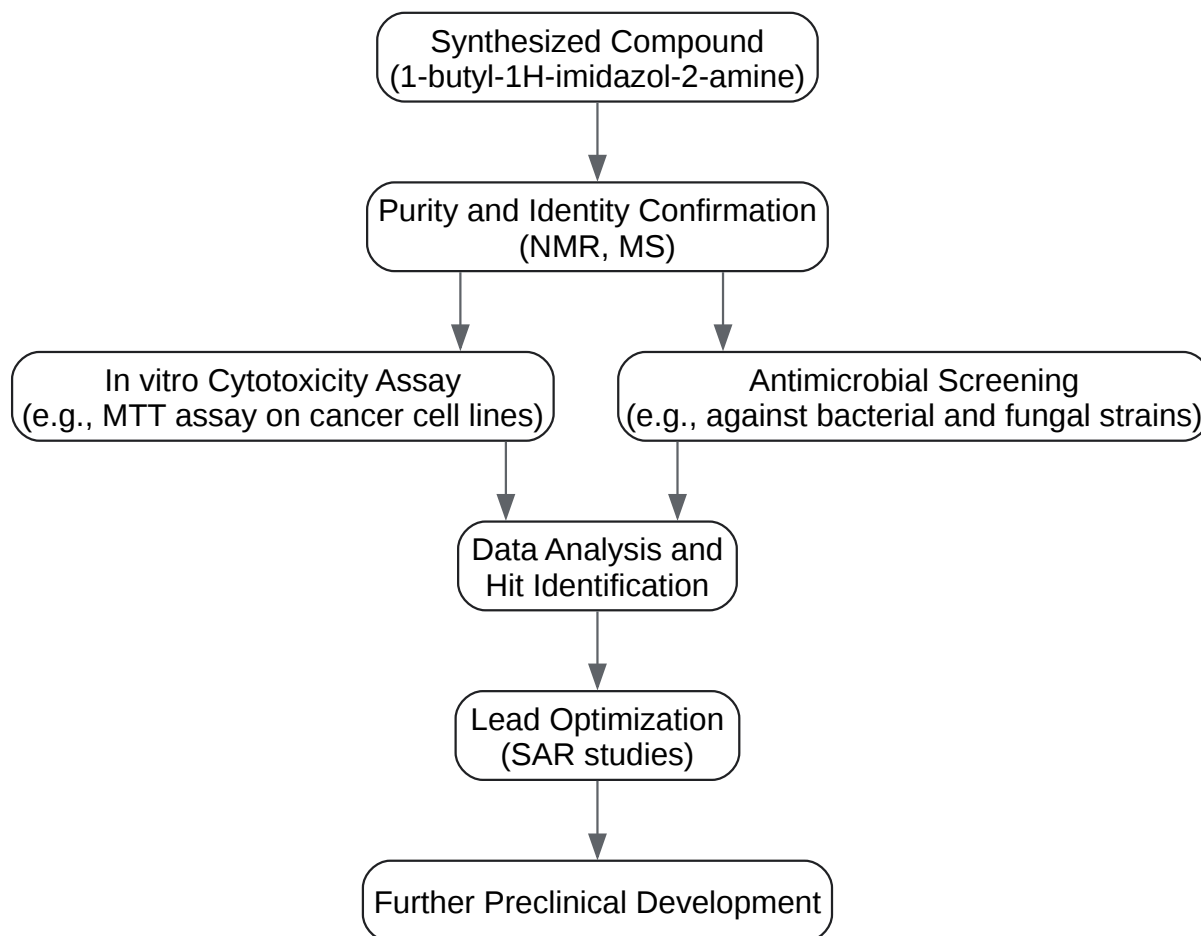 Synthesized Compound
(1-butyl-1H-imidazol-2-amine)
Purity and Identity Confirmation
(NMR, MS)
In vitro Cytotoxicity Assay
(e.g., MTT assay on cancer cell lines)
Antimicrobial Screening
(e.g., against bacterial and fungal strains)
Data Analysis and
Hit Identification
Lead Optimization
(SAR studies)
Further Preclinical Development